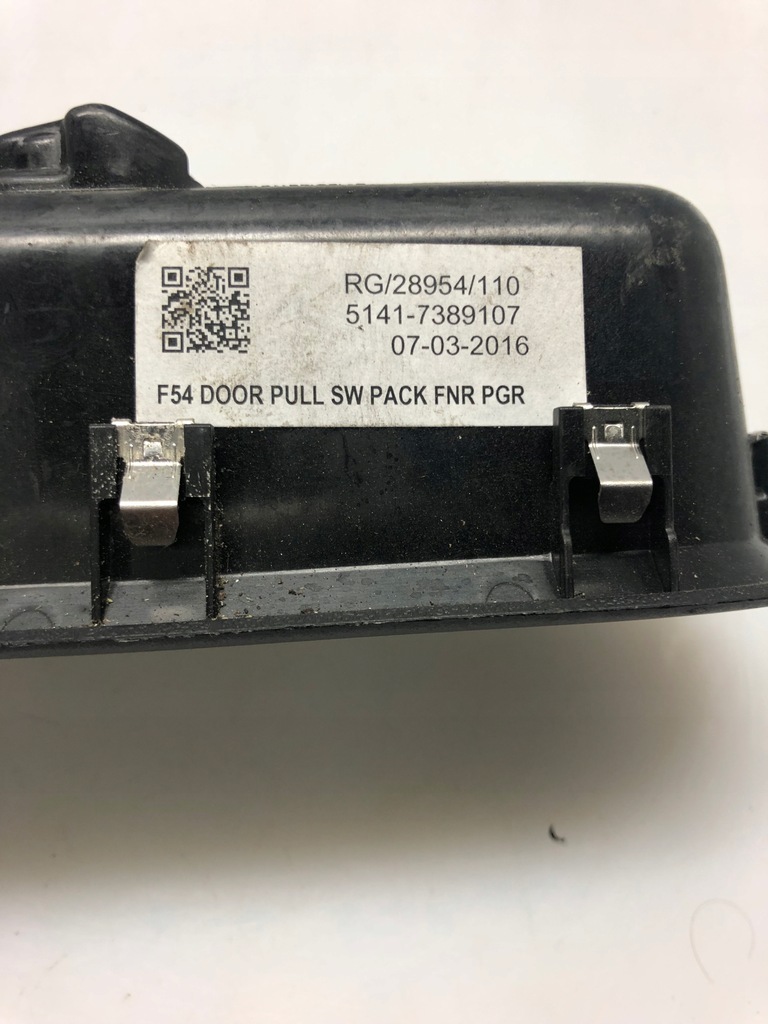 RG/28954/110
5141-7389107
07-03-2016
F54 DOOR PULL SW PACK FNR PGR